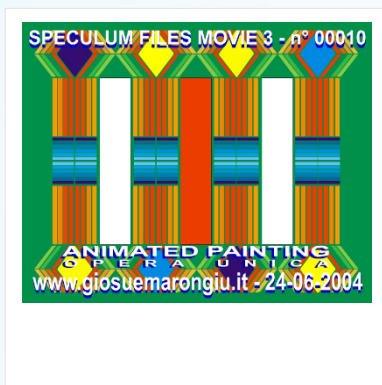 SPECULUM FILES MOVIE 3 - n° 00010
ANIMATED PAINTING
OPERA UNICA
www.giosuemarongiu.it - 24-06-2004